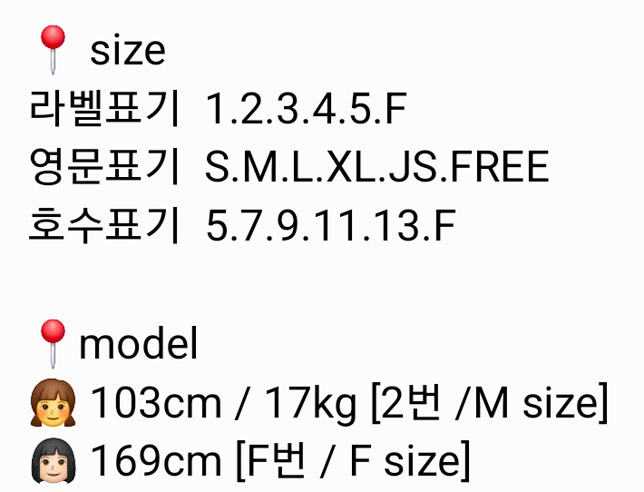 📍 size
라벨표기 1.2.3.4.5.F
영문표기 S.M.L.XL.JS.FREE
호수표기 5.7.9.11.13.F
📍model
👧 103cm / 17kg [2번 /M size]
👩🏻 169cm [F번 / F size]